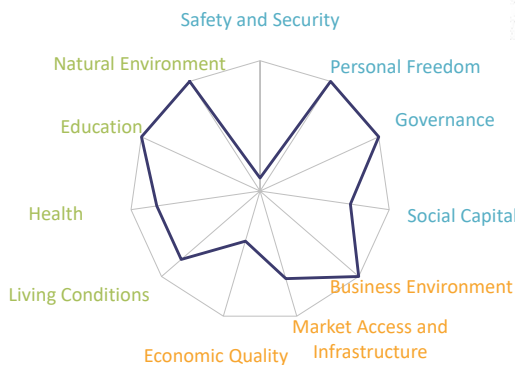 Safety and Security
Natural Environment
Personal Freedom
Education
Governance
Health
Social Capital
Living Conditions
Business Environment
Market Access and
Infrastructure
Economic Quality